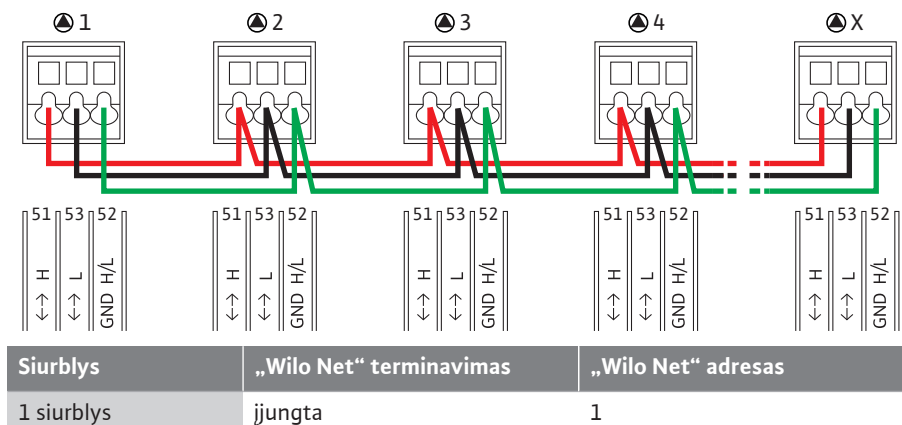 1 2 3 4 X
51 53 52 51 53 52 51 53 52 51 53 52 51 53 52
H L GND H/L H L GND H/L H L GND H/L H L GND H/L H L GND H/L
Siurblys „Wilo Net“ terminavimas „Wilo Net“ adresas
1 siurblys įjungta 1